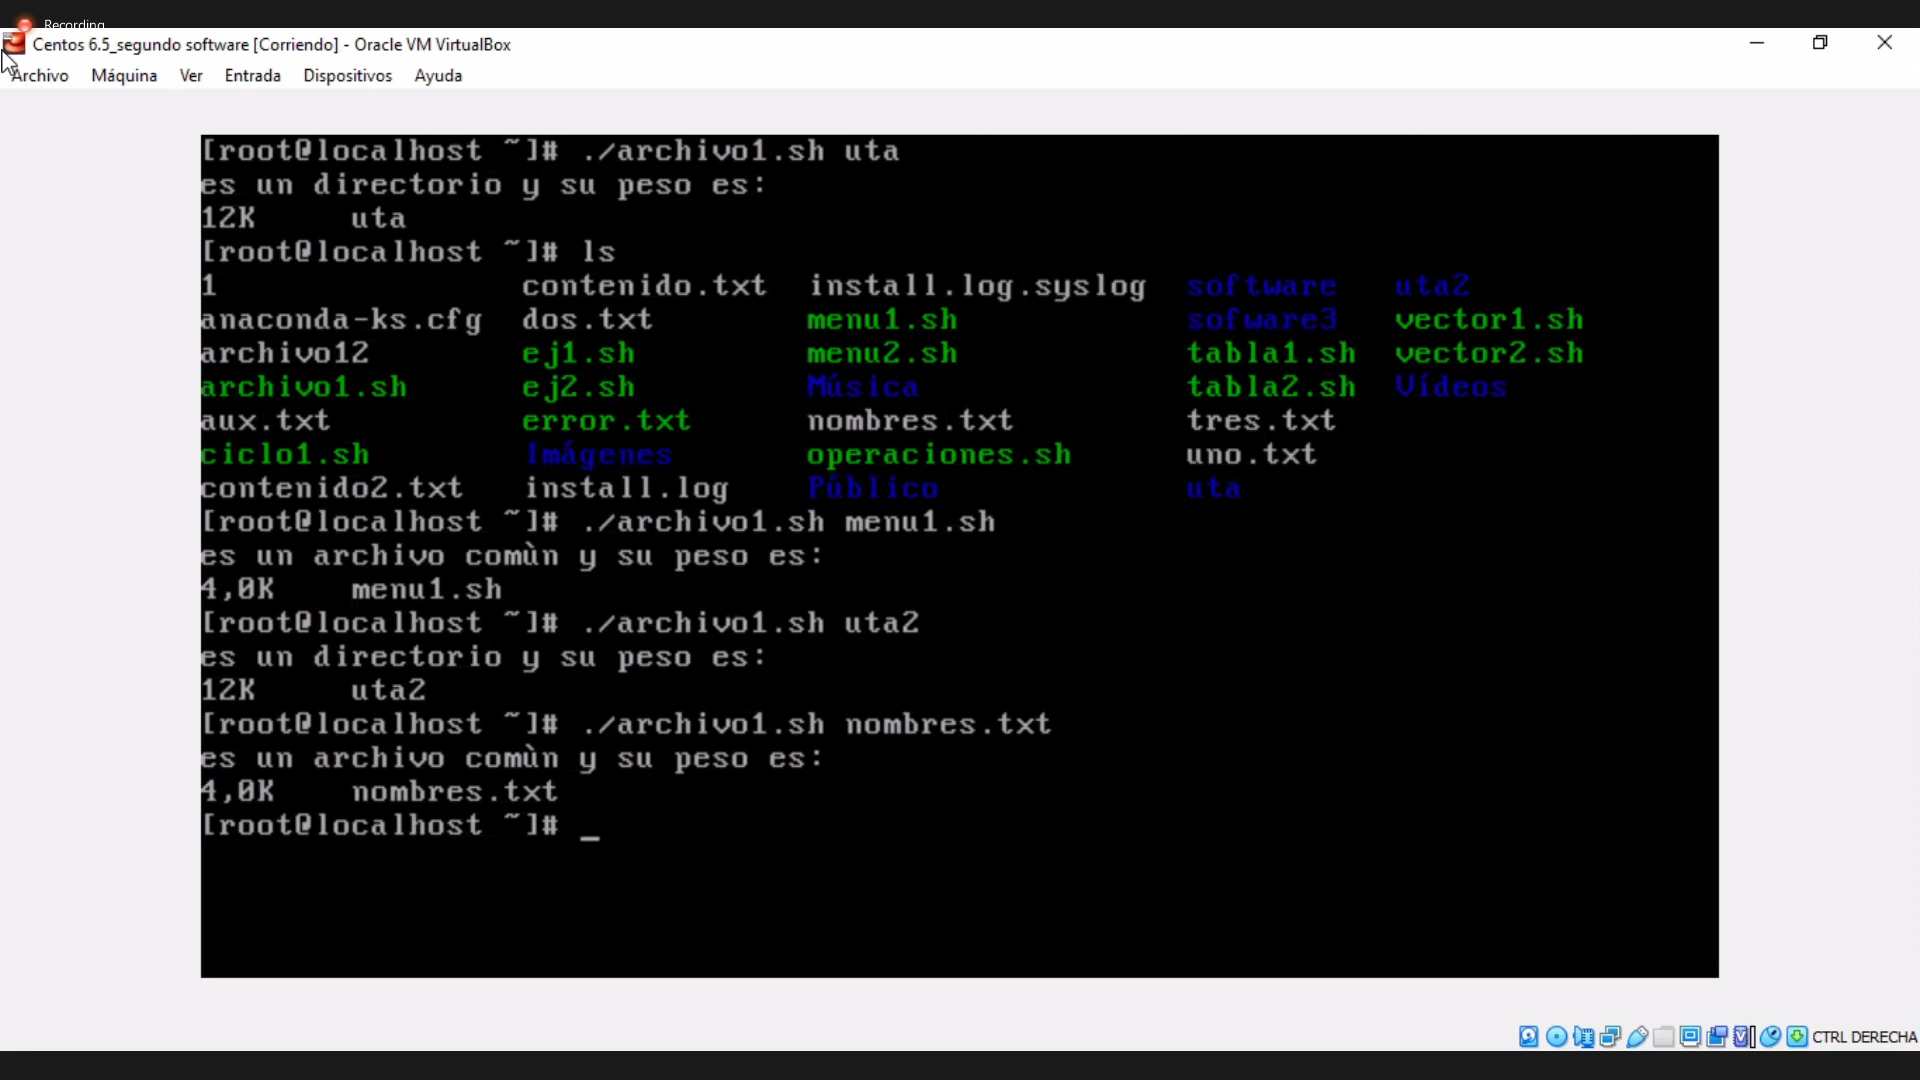 Recording
Centos 6.5_segundo software [Corriendo] - Oracle VM VirtualBox
Archivo Máquina Ver Entrada Dispositivos Ayuda
[root@localhost ~]# ./archivo1.sh uta
es un directorio y su peso es:
12K uta
[root@localhost ~]# ls
1 contenido.txt install.log.syslog software uta2
anaconda-ks.cfg dos.txt menu1.sh sofware3 vector1.sh
archivo12 ej1.sh menu2.sh tabla1.sh vector2.sh
archivo1.sh ej2.sh Música tabla2.sh Vídeos
aux.txt error.txt nombres.txt tres.txt
ciclo1.sh Imágenes operaciones.sh uno.txt
contenido2.txt install.log Público uta
[root@localhost ~]# ./archivo1.sh menu1.sh
es un archivo comùn y su peso es:
4,0K menu1.sh
[root@localhost ~]# ./archivo1.sh uta2
es un directorio y su peso es:
12K uta2
[root@localhost ~]# ./archivo1.sh nombres.txt
es un archivo comùn y su peso es:
4,0K nombres.txt
[root@localhost ~]# _
CTRL DERECHA